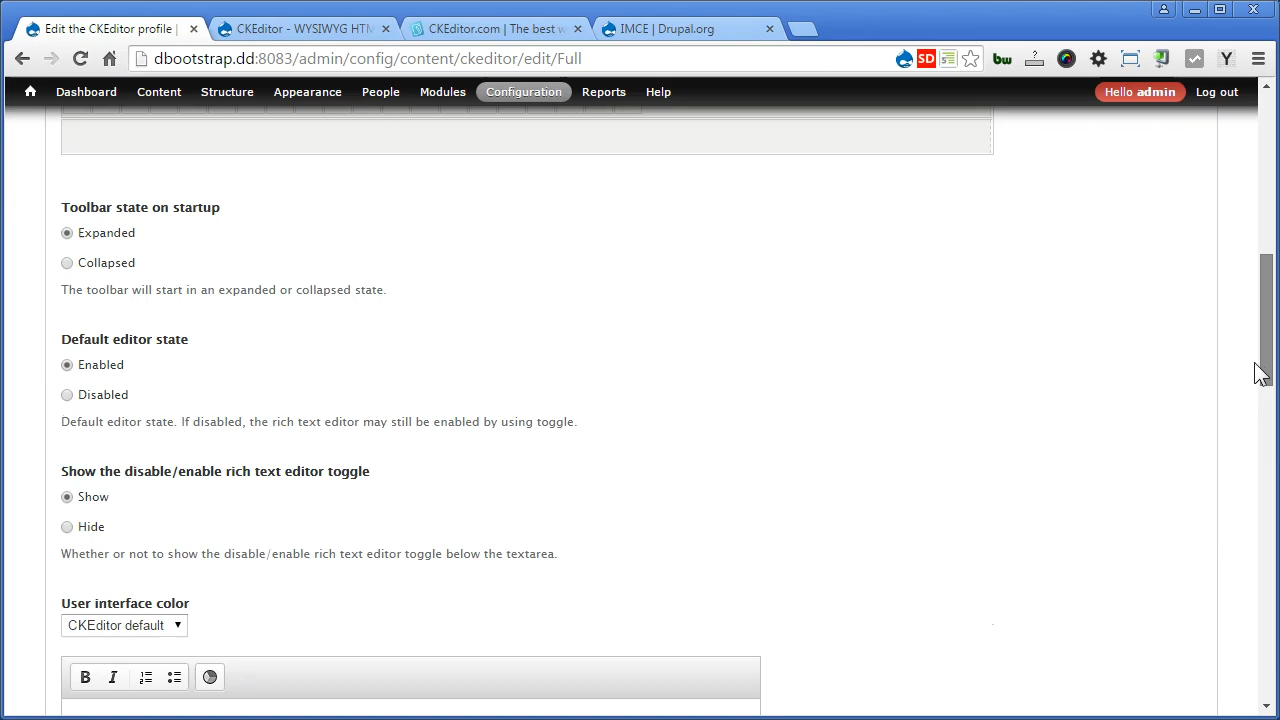 Edit the CKEditor profile |
CKEditor - WYSIWYG HTM
CKEditor.com | The best w
IMCE | Drupal.org
dbootstrap.dd:8083/admin/config/content/ckeditor/edit/Full
SD
bw
Y
Dashboard Content Structure Appearance People Modules Configuration Reports Help Hello admin Log out
Toolbar state on startup
Expanded
Collapsed
The toolbar will start in an expanded or collapsed state.
Default editor state
Enabled
Disabled
Default editor state. If disabled, the rich text editor may still be enabled by using toggle.
Show the disable/enable rich text editor toggle
Show
Hide
Whether or not to show the disable/enable rich text editor toggle below the textarea.
User interface color
CKEditor default
B I